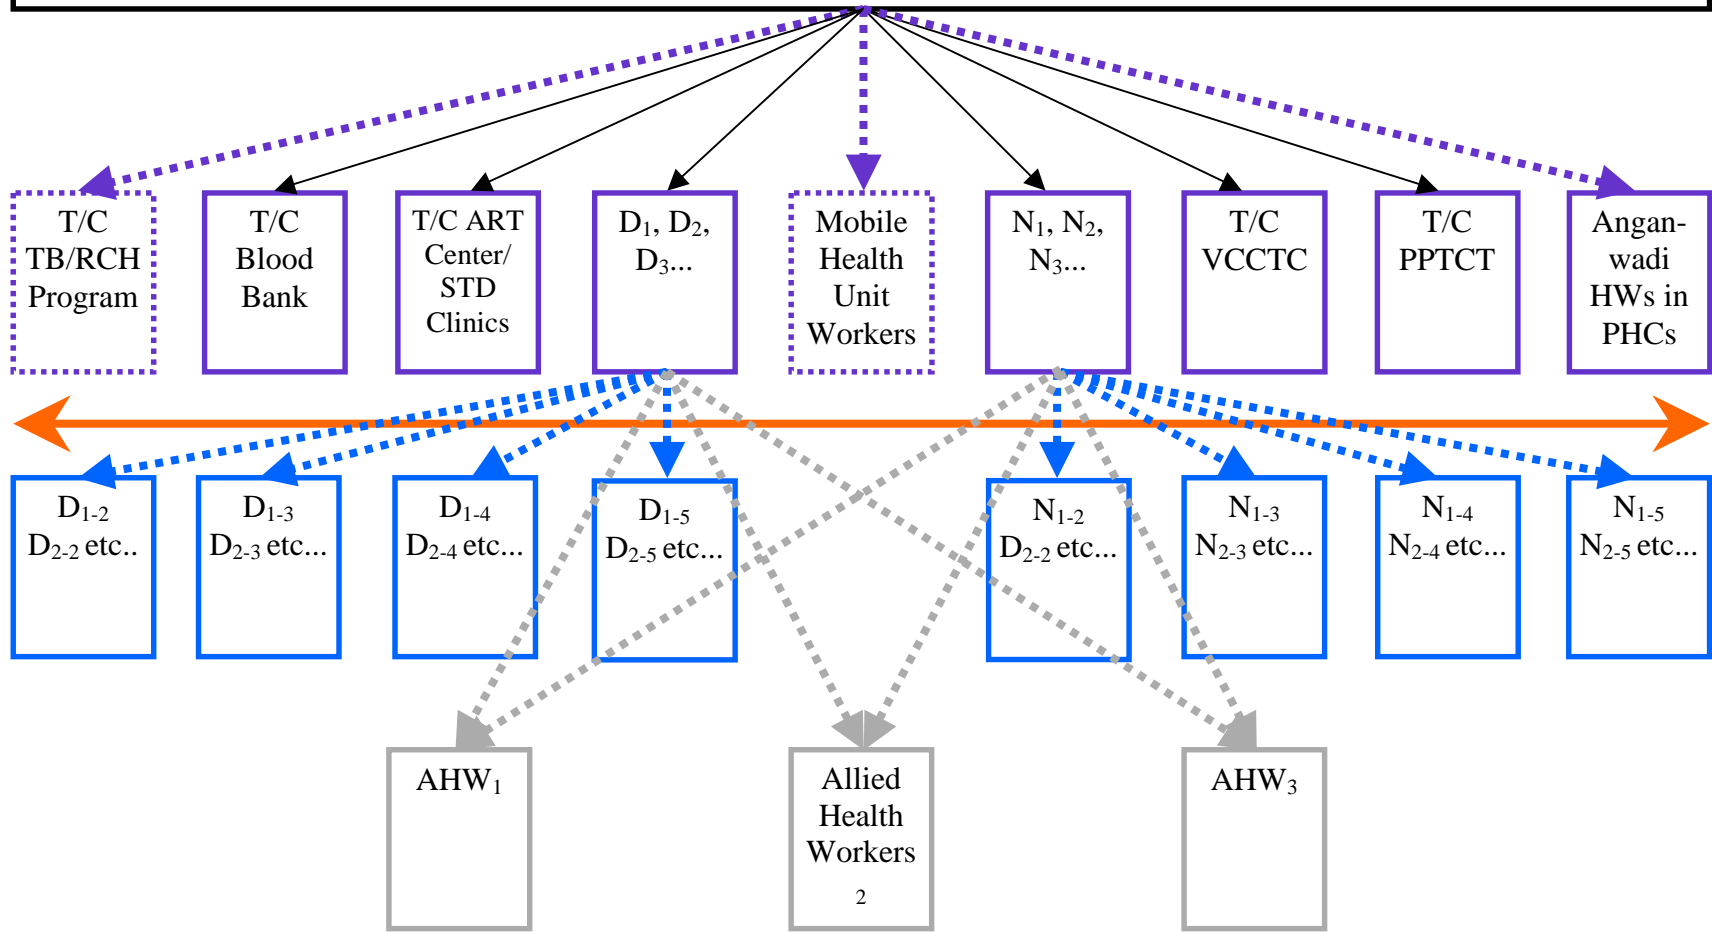 T/C
TB/RCH
Program
T/C
Blood
Bank
T/C ART
Center/
STD
Clinics
D₁, D₂,
D₃...
Mobile
Health
Unit
Workers
N₁, N₂,
N₃...
T/C
VCCTC
T/C
PPTCT
Angan-
wadi
HWs in
PHCs
D₁₋₂
D₂₋₂ etc..
D₁₋₃
D₂₋₃ etc...
D₁₋₄
D₂₋₄ etc...
D₁₋₅
D₂₋₅ etc...
N₁₋₂
D₂₋₂ etc...
N₁₋₃
N₂₋₃ etc...
N₁₋₄
N₂₋₄ etc...
N₁₋₅
N₂₋₅ etc...
AHW₁
Allied
Health
Workers
2
AHW₃